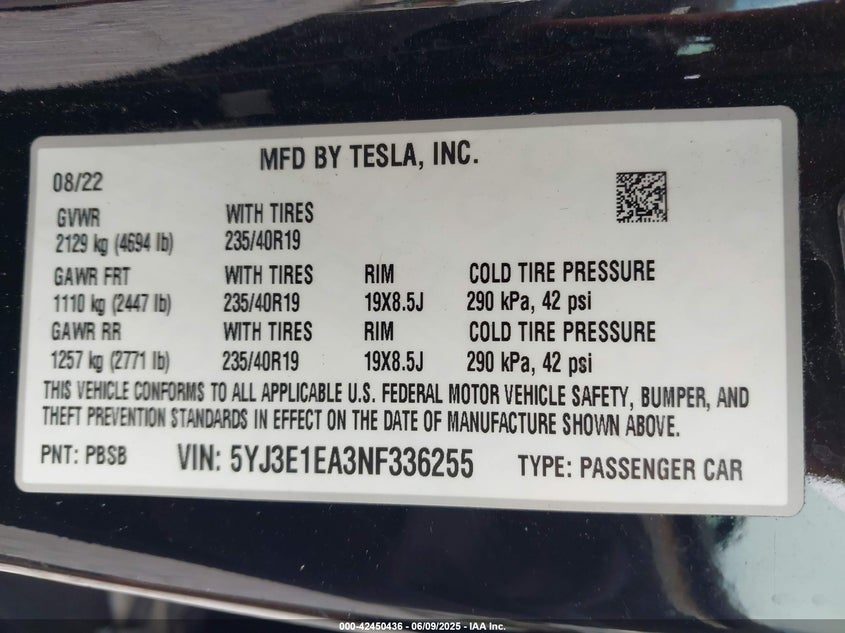 MFD BY TESLA, INC.
08/22
GVWR WITH TIRES
2129 kg (4694 lb) 235/40R19
GAWR FRT WITH TIRES RIM COLD TIRE PRESSURE
1110 kg (2447 lb) 235/40R19 19X8.5J 290 kPa, 42 psi
GAWR RR WITH TIRES RIM COLD TIRE PRESSURE
1257 kg (2771 lb) 235/40R19 19X8.5J 290 kPa, 42 psi
THIS VEHICLE CONFORMS TO ALL APPLICABLE U.S. FEDERAL MOTOR VEHICLE SAFETY, BUMPER, AND
THEFT PREVENTION STANDARDS IN EFFECT ON THE DATE OF MANUFACTURE SHOWN ABOVE.
PNT: PBSB VIN: 5YJ3E1EA3NF336255 TYPE: PASSENGER CAR
000-42450436 - 06/09/2025 - IAA Inc.